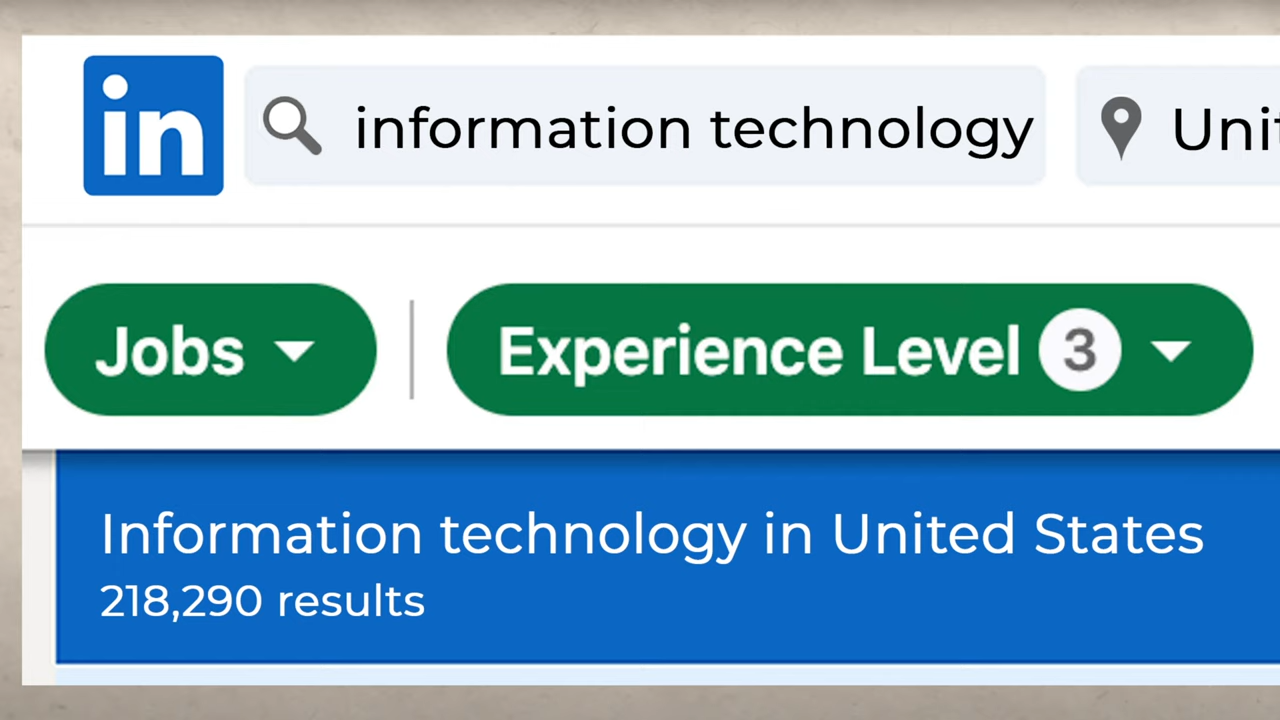 in
information technology
Unit
Jobs
Experience Level 3
Information technology in United States
218,290 results